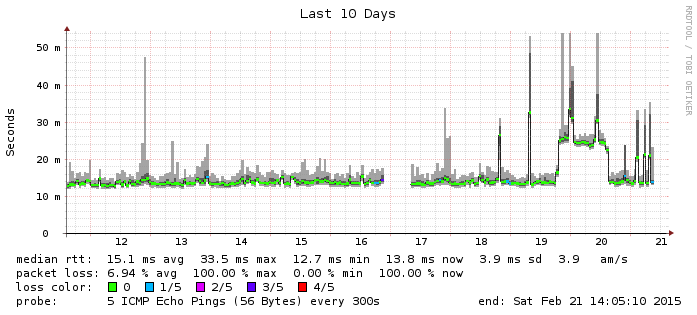 Last 10 Days
RRDTOOL / TOBI OETIKER
Seconds
50 m
40 m
30 m
20 m
10 m
0
12 13 14 15 16 17 18 19 20 21
median rtt: 15.1 ms avg 33.5 ms max 12.7 ms min 13.8 ms now 3.9 ms sd 3.9 am/s
packet loss: 6.94 % avg 100.00 % max 0.00 % min 100.00 % now
loss color: 0 1/5 2/5 3/5 4/5
probe: 5 ICMP Echo Pings (56 Bytes) every 300s end: Sat Feb 21 14:05:10 2015